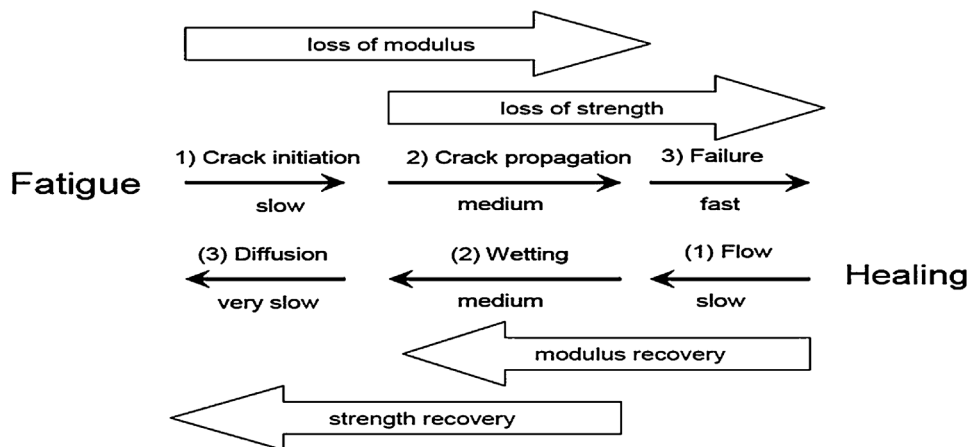 loss of modulus
loss of strength
1) Crack initiation
2) Crack propagation
3) Failure
Fatigue
slow
medium
fast
(3) Diffusion
(2) Wetting
(1) Flow
Healing
very slow
medium
slow
modulus recovery
strength recovery